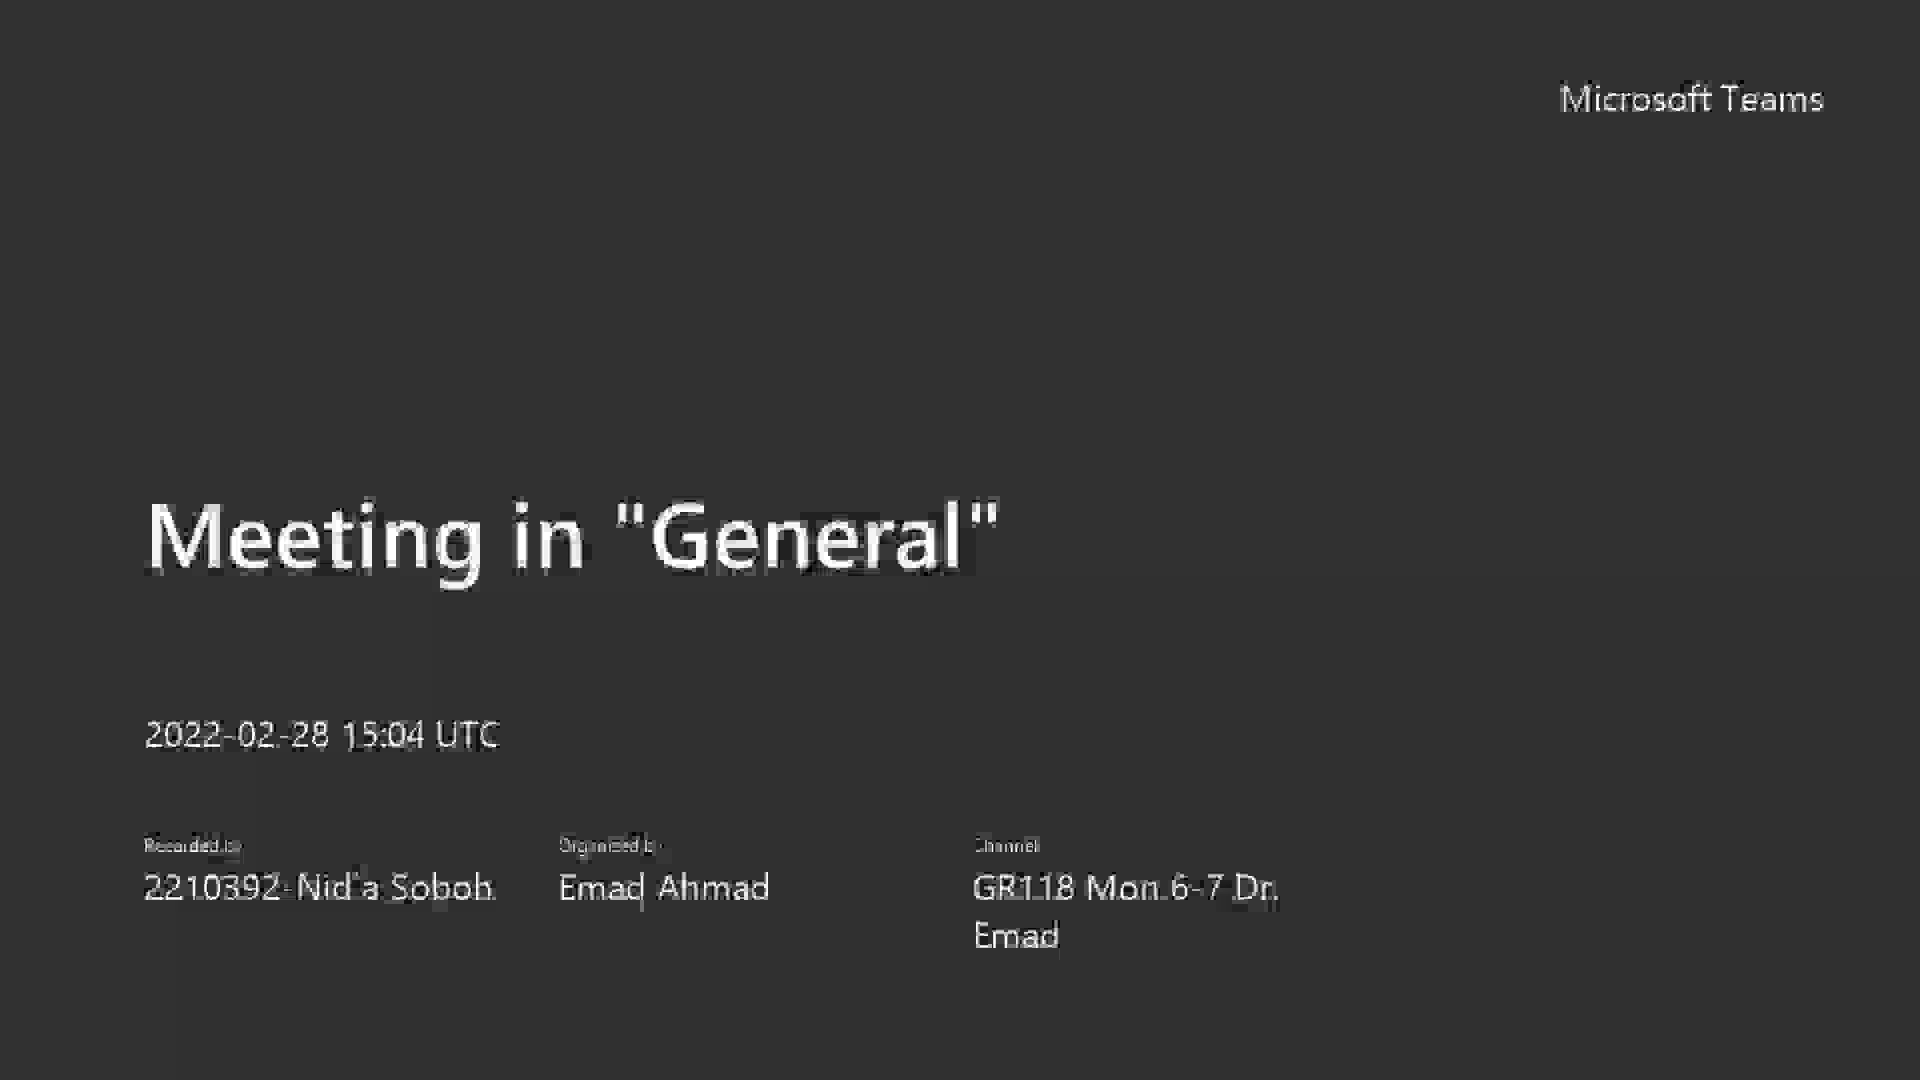 Microsoft Teams
Meeting in "General"
2022-02-28 15:04 UTC
Recorded by
Organized by
Channel
2210392- Nid`a Soboh
Emad Ahmad
GR118 Mon 6-7 Dr.
Emad